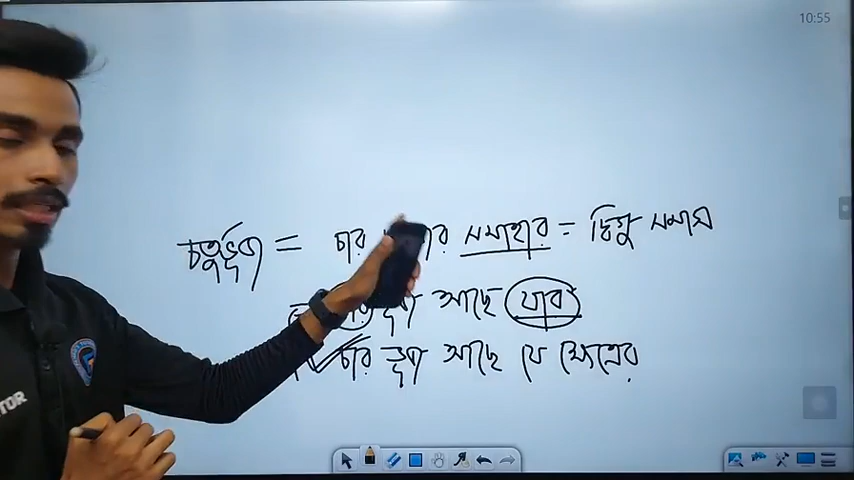 10:55
চতুর্ভুজ = চার সমাহার = দ্বিগু সমাস
ভুজ আছে যার
চার ভুজ আছে যে ক্ষেত্রের
TOR